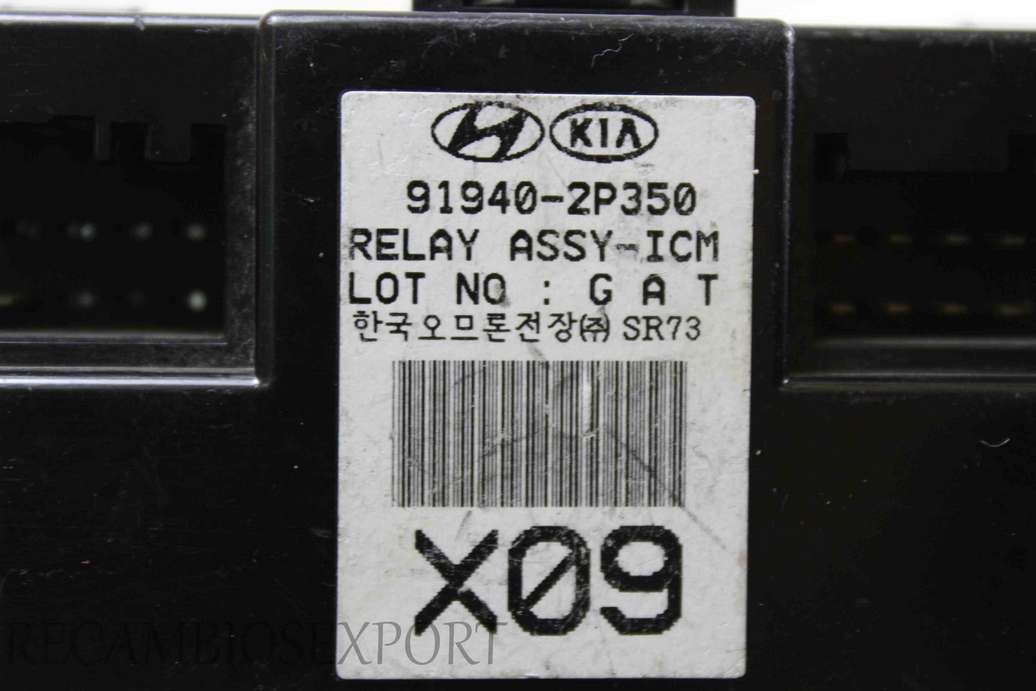 KIA
91940-2P350
RELAY ASSY-ICM
LOT NO : G A T
한국오므론전장㈜ SR73
X09
RECAMBIOSEXPORT